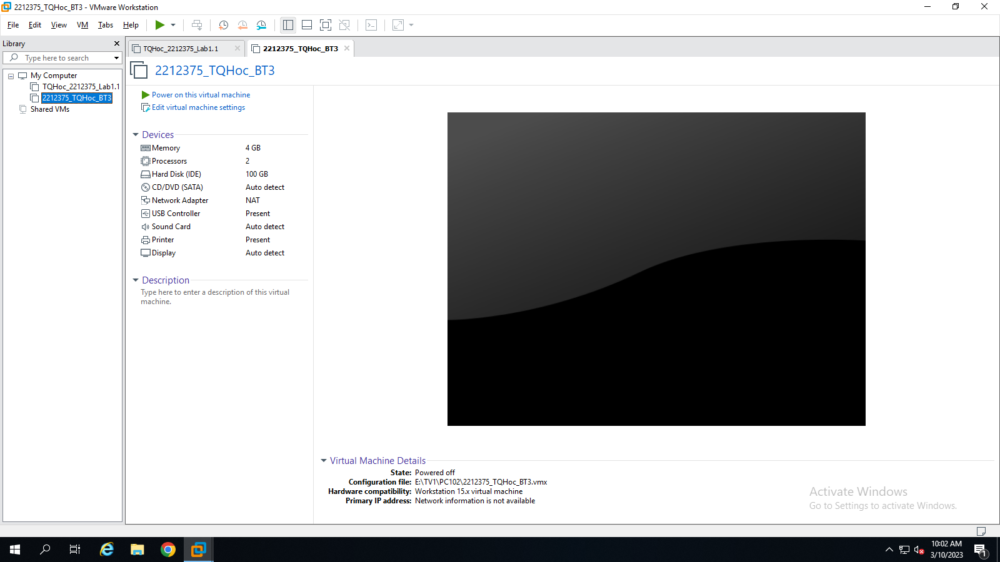 2212375_TQHoc_BT3 - VMware Workstation
File Edit View VM Tabs Help
Library
Type here to search
My Computer
TQHoc_2212375_Lab1.1
2212375_TQHoc_BT3
Shared VMs
TQHoc_2212375_Lab1.1
2212375_TQHoc_BT3
2212375_TQHoc_BT3
Power on this virtual machine
Edit virtual machine settings
Devices
Memory 4 GB
Processors 2
Hard Disk (IDE) 100 GB
CD/DVD (SATA) Auto detect
Network Adapter NAT
USB Controller Present
Sound Card Auto detect
Printer Present
Display Auto detect
Description
Type here to enter a description of this virtual
machine.
Virtual Machine Details
State: Powered off
Configuration file: E:\TV1\PC102\2212375_TQHoc_BT3.vmx
Hardware compatibility: Workstation 15.x virtual machine
Primary IP address: Network information is not available
Activate Windows
Go to Settings to activate Windows.
10:02 AM
3/10/2023
1